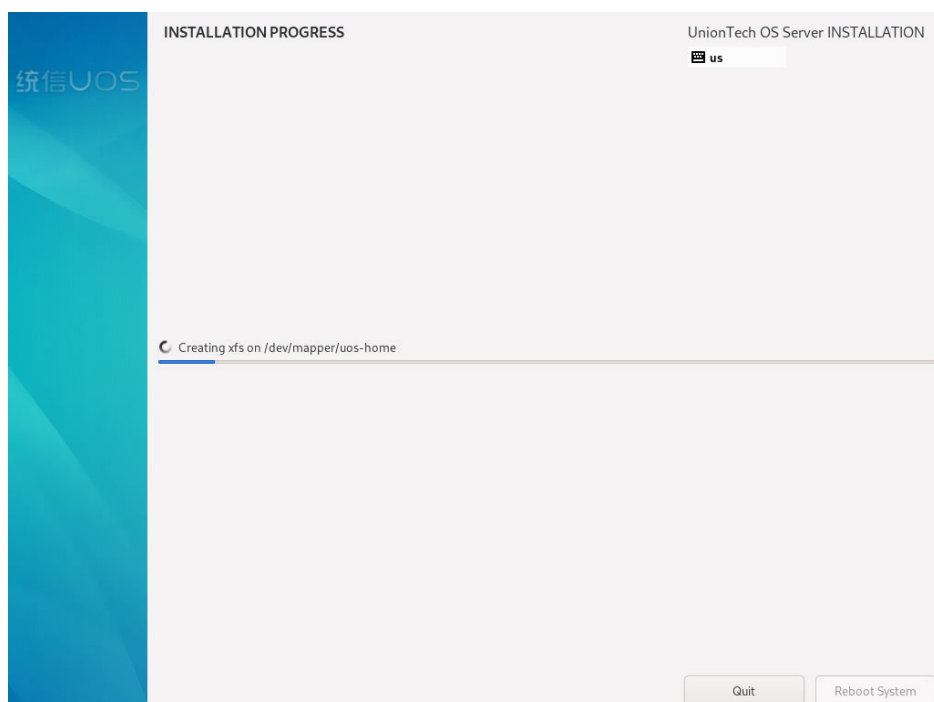 INSTALLATION PROGRESS
UnionTech OS Server INSTALLATION
us
统信UOS
Creating xfs on /dev/mapper/uos-home
Quit
Reboot System